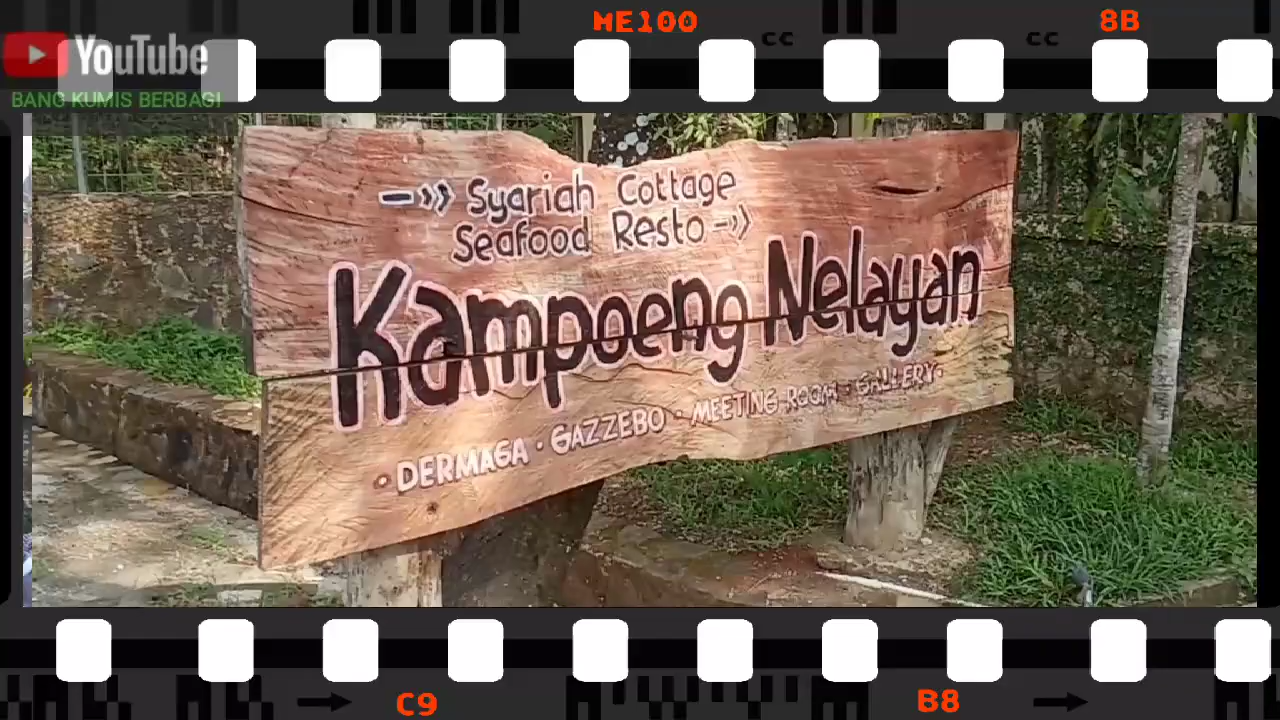 ME100
8B
CC
CC
YouTube
BANG KUMIS BERBAGI
Syariah Cottage
Seafood Resto
Kampoeng Nelayan
• DERMAGA • GAZZEBO • MEETING ROOM • GALLERY •
C9
B8